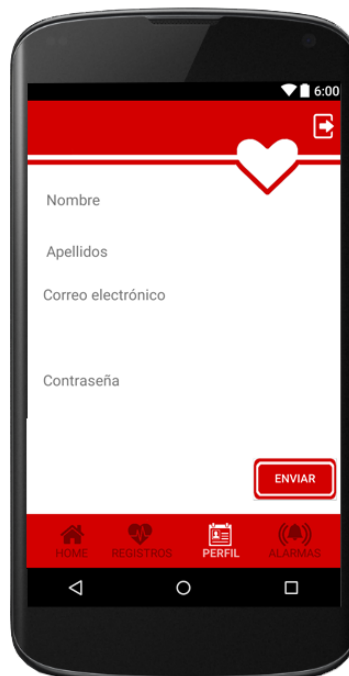 6:00
Nombre
Apellidos
Correo electrónico
Contraseña
ENVIAR
HOME REGISTROS PERFIL ALARMAS